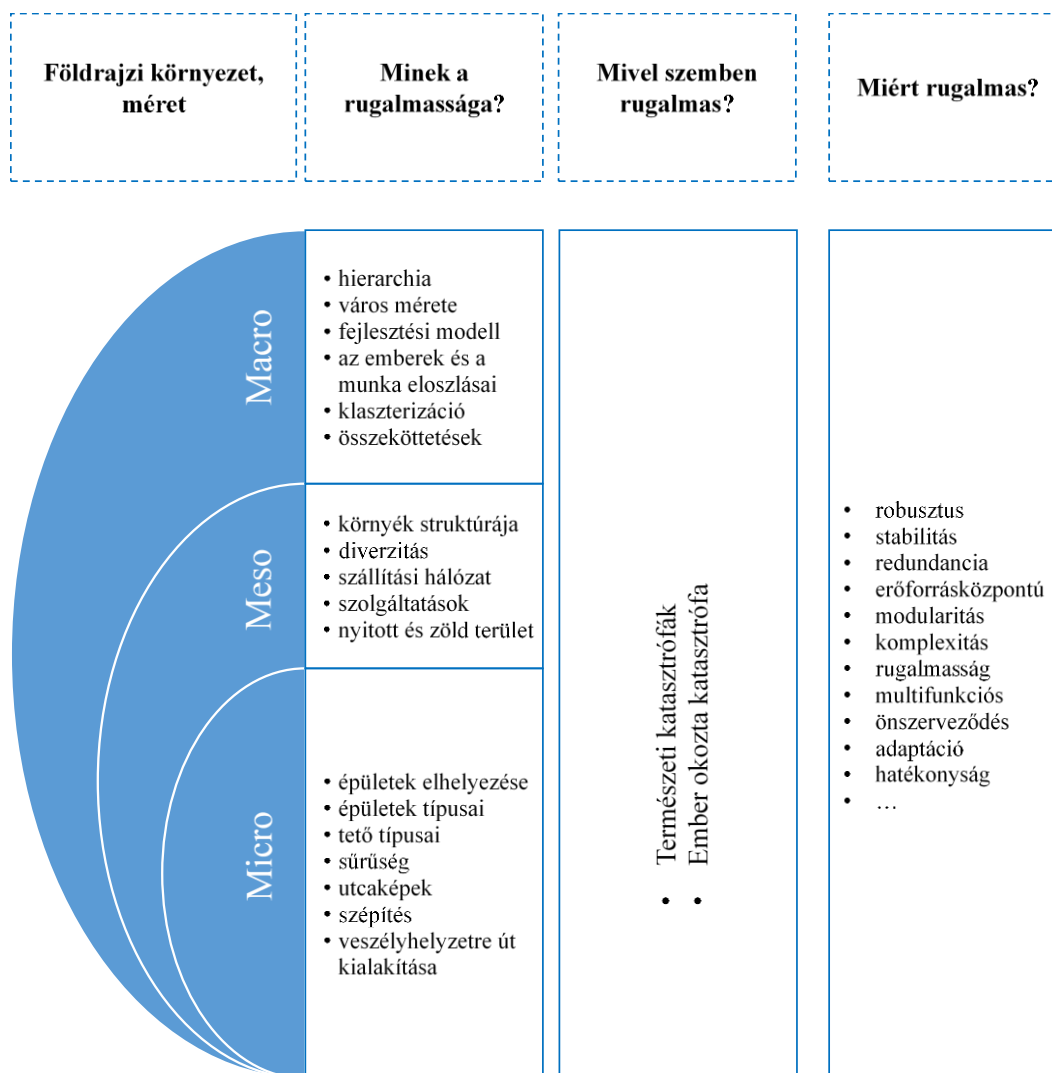 Földrajzi környezet,
méret
Minek a
rugalmassága?
Mivel szemben
rugalmas?
Miért rugalmas?
Macro
• hierarchia
• város mérete
• fejlesztési modell
• az emberek és a
munka eloszlásai
• klaszterizáció
• összeköttetések
Meso
• környék struktúrája
• diverzitás
• szállítási hálózat
• szolgáltatások
• nyitott és zöld terület
Micro
• épületek elhelyezése
• épületek típusai
• tető típusai
• sűrűség
• utcaképek
• szépítés
• veszélyhelyzetre út
kialakítása
• Természeti katasztrófák
• Ember okozta katasztrófa
• robusztus
• stabilitás
• redundancia
• erőforrásközpontú
• modularitás
• komplexitás
• rugalmasság
• multifunkciós
• önszerveződés
• adaptáció
• hatékonyság
• …